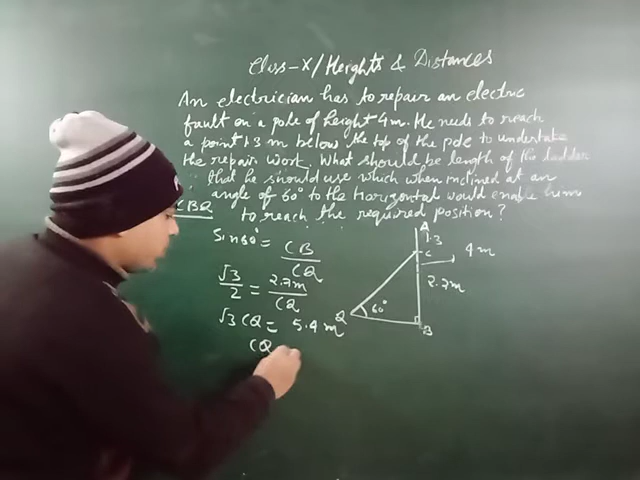 Class-X/Heights & Distances
An electrician has to repair an electric
fault on a pole of height 4m. He needs to reach
a point 1.3 m below the top of the pole to undertake
the repair work. What should be length of the ladder
that he should use which when inclined at an
angle of 60° to the horizontal would enable him
to reach the required position?
CBQ
Sin60° = CB/CQ
√3/2 = 2.7m/CQ
√3 CQ = 5.4 m
CQ
A
1.3
C
4m
2.7m
Q
60°
B